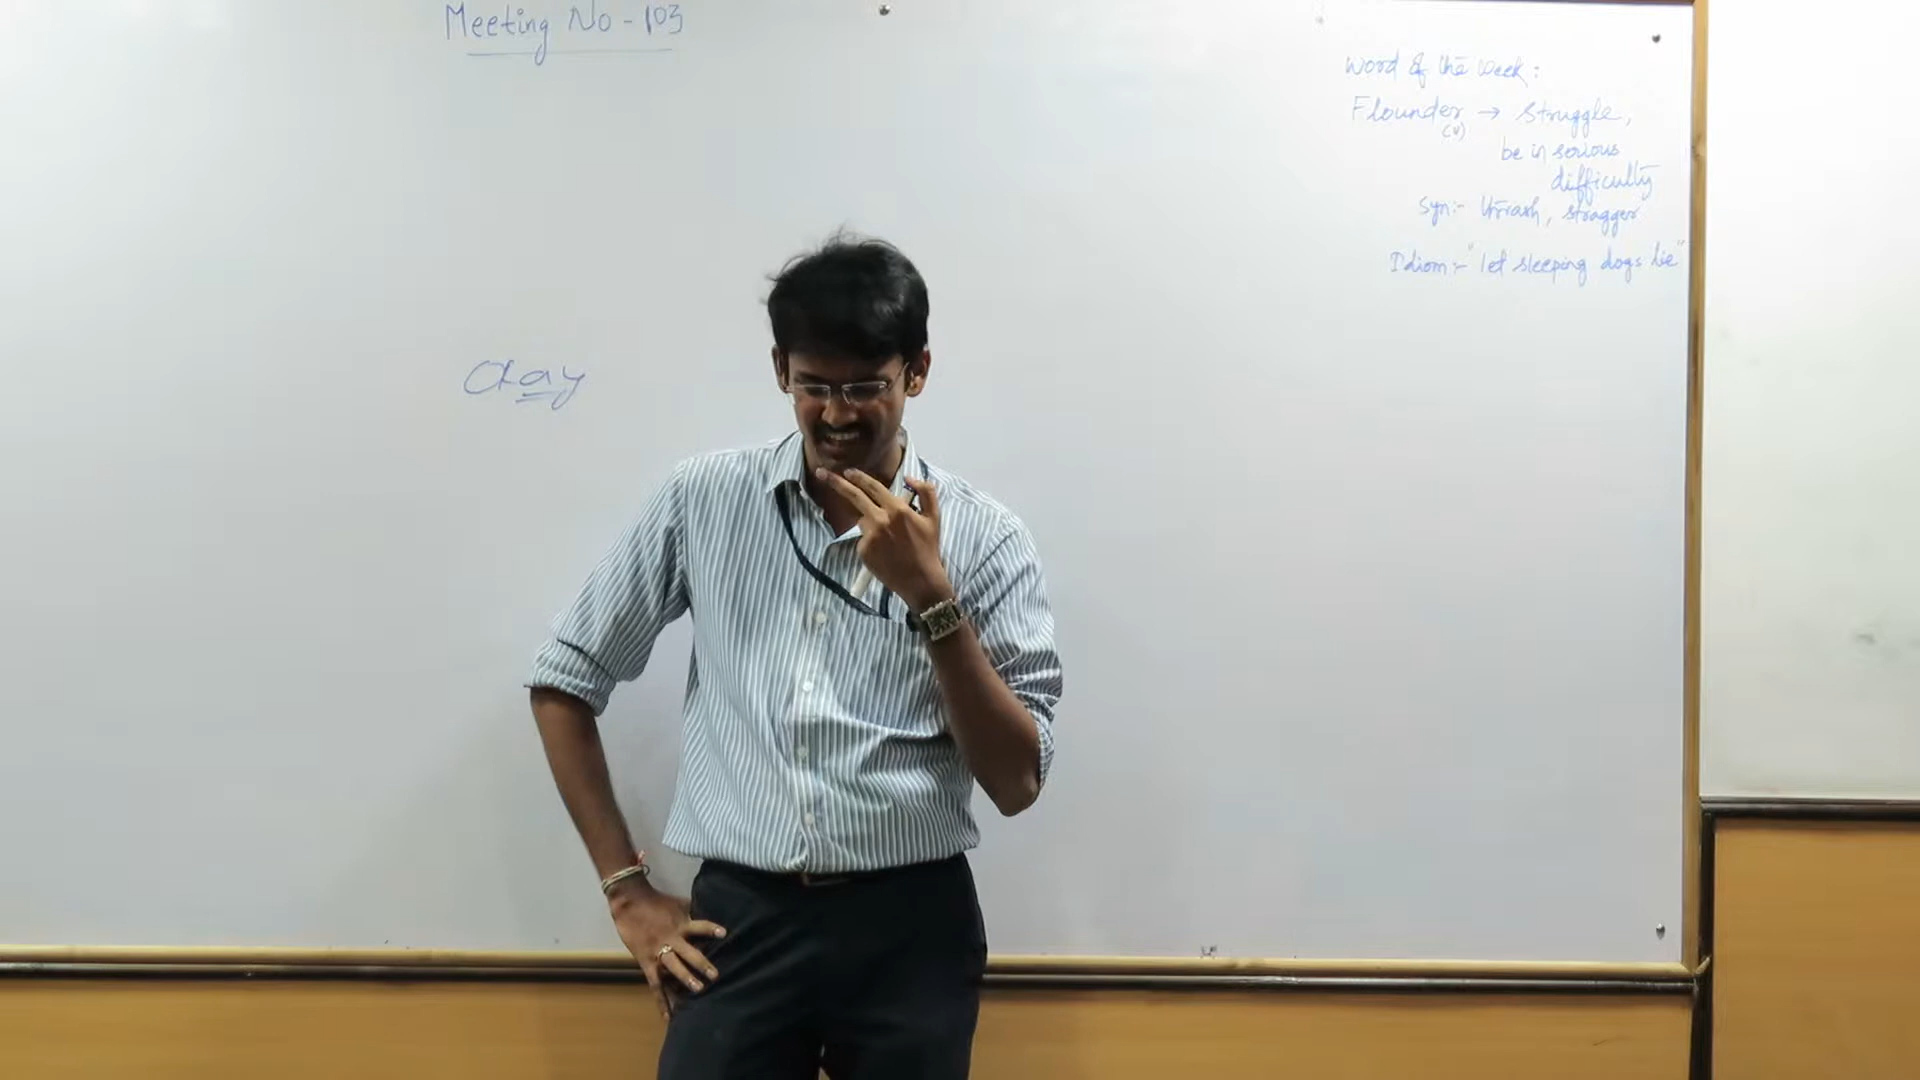 Meeting No - 103
Word of the Week :
Flounder → Struggle,
(v)
be in serious
difficulty
Syn:- thrash, stragger
Idiom:- "let sleeping dogs lie"
Okay